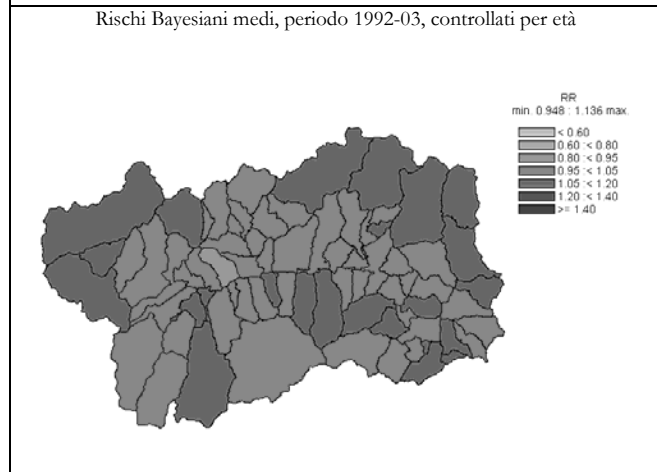 Rischi Bayesiani medi, periodo 1992-03, controllati per età
RR
min. 0.948 : 1.136 max.
< 0.60
0.60 :< 0.80
0.80 :< 0.95
0.95 :< 1.05
1.05 :< 1.20
1.20 :< 1.40
>= 1.40